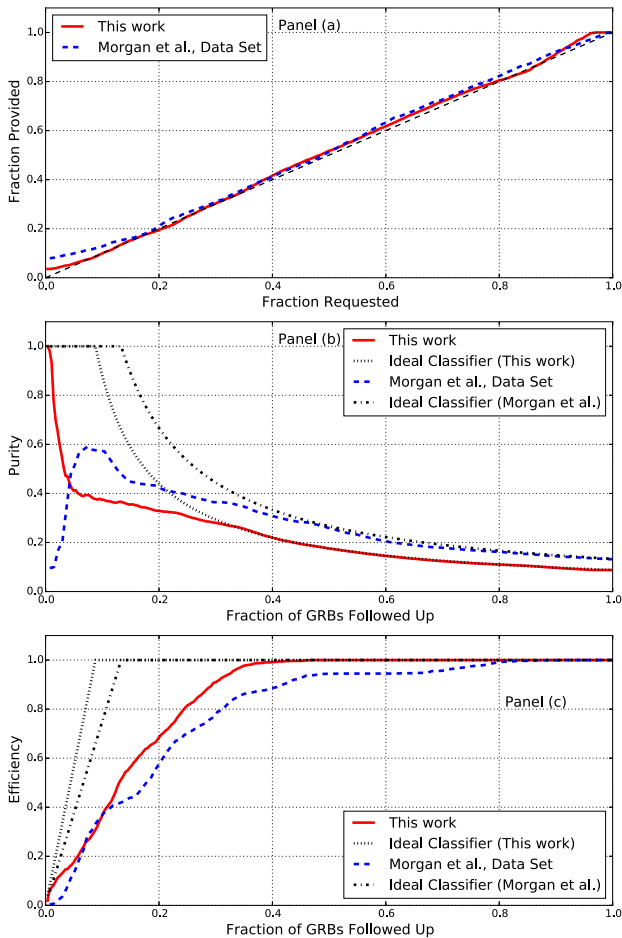 Panel (a)
This work
Morgan et al., Data Set
1.0
0.8
0.6
0.4
0.2
0.0
Fraction Provided
0.0 0.2 0.4 0.6 0.8 1.0
Fraction Requested
Panel (b)
This work
Ideal Classifier (This work)
Morgan et al., Data Set
Ideal Classifier (Morgan et al.)
1.0
0.8
0.6
0.4
0.2
0.0
Purity
0.0 0.2 0.4 0.6 0.8 1.0
Fraction of GRBs Followed Up
Panel (c)
1.0
0.8
0.6
0.4
0.2
0.0
Efficiency
This work
Ideal Classifier (This work)
Morgan et al., Data Set
Ideal Classifier (Morgan et al.)
0.0 0.2 0.4 0.6 0.8 1.0
Fraction of GRBs Followed Up